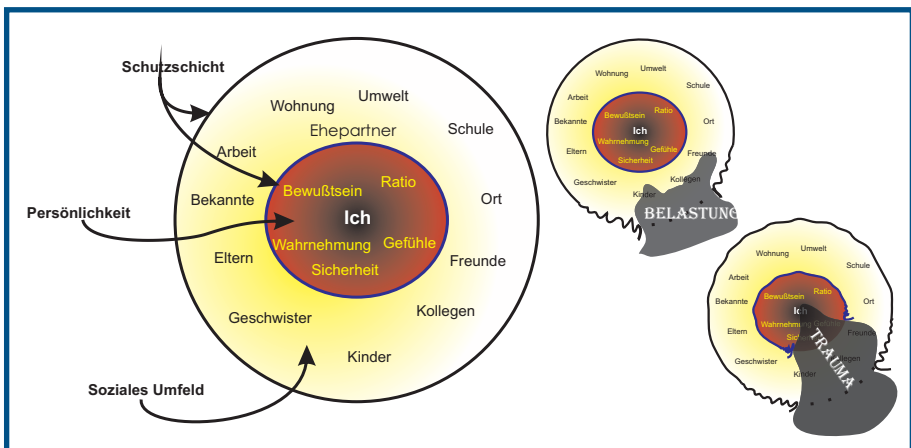 Schutzschicht
Persönlichkeit
Soziales Umfeld
Wohnung
Umwelt
Ehepartner
Schule
Arbeit
Bekannte
Ort
Eltern
Freunde
Geschwister
Kollegen
Kinder
Bewußtsein
Ratio
Ich
Wahrnehmung
Gefühle
Sicherheit
Umwelt
Wohnung
Schule
Arbeit
Bekannte
Ort
Eltern
Freunde
Geschwister
Kollegen
Kinder
Bewußtsein
Ratio
Ich
Wahrnehmung
Gefühle
Sicherheit
BELASTUNG
Umwelt
Wohnung
Schule
Arbeit
Bekannte
Ort
Eltern
Freunde
Geschwister
Kinder
Bewußtsein
Ratio
Wahrnehmung
TRAUMA